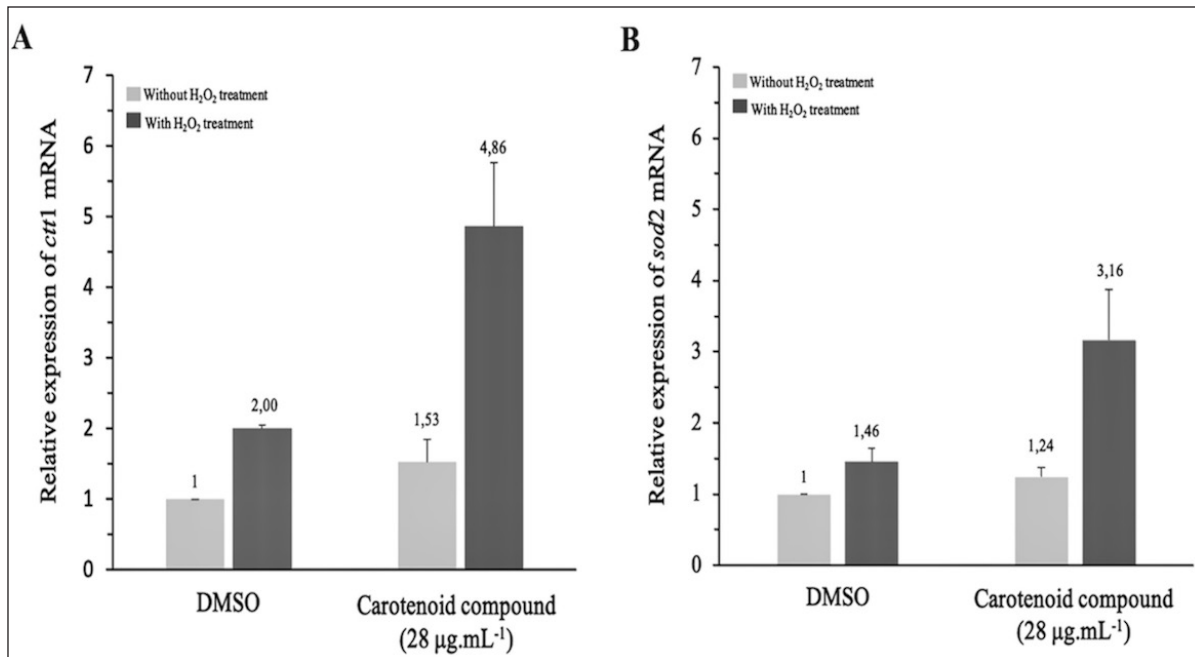 A
Relative expression of ctt1 mRNA
7
6
5
4
3
2
1
0
Without H₂O₂ treatment
With H₂O₂ treatment
1
2,00
1,53
4,86
DMSO
Carotenoid compound
(28 µg.mL⁻¹)
B
Relative expression of sod2 mRNA
7
6
5
4
3
2
1
0
Without H₂O₂ treatment
With H₂O₂ treatment
1
1,46
1,24
3,16
DMSO
Carotenoid compound
(28 µg.mL⁻¹)